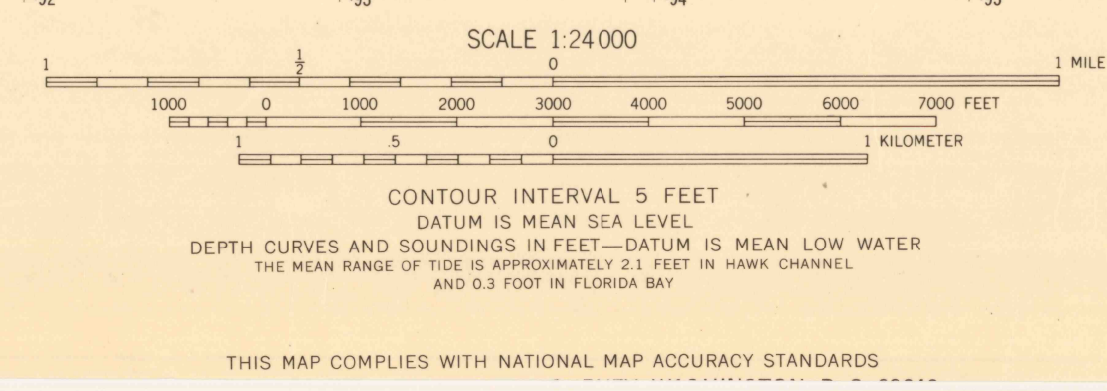 SCALE 1:24 000
1 1/2 0 1 MILE
1000 0 1000 2000 3000 4000 5000 6000 7000 FEET
1 .5 0 1 KILOMETER
CONTOUR INTERVAL 5 FEET
DATUM IS MEAN SEA LEVEL
DEPTH CURVES AND SOUNDINGS IN FEET—DATUM IS MEAN LOW WATER
THE MEAN RANGE OF TIDE IS APPROXIMATELY 2.1 FEET IN HAWK CHANNEL
AND 0.3 FOOT IN FLORIDA BAY
THIS MAP COMPLIES WITH NATIONAL MAP ACCURACY STANDARDS